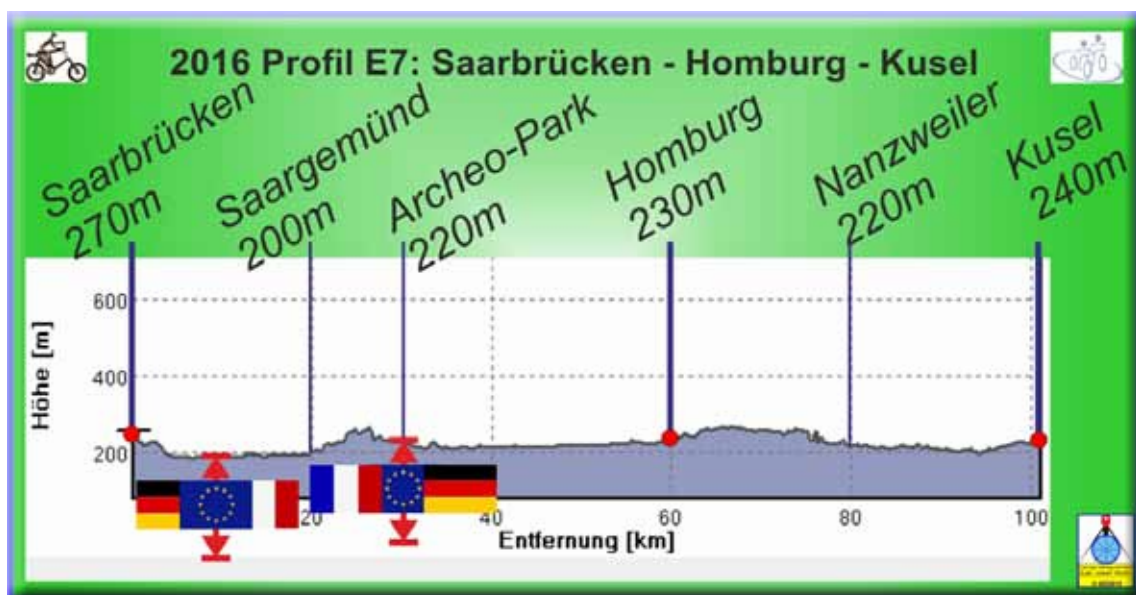 2016 Profil E7: Saarbrücken - Homburg - Kusel
Saarbrücken
270m
Saargemünd
200m
Archeo-Park
220m
Homburg
230m
Nanzweiler
220m
Kusel
240m
Höhe [m]
600
400
200
20
40
60
80
100
Entfernung [km]